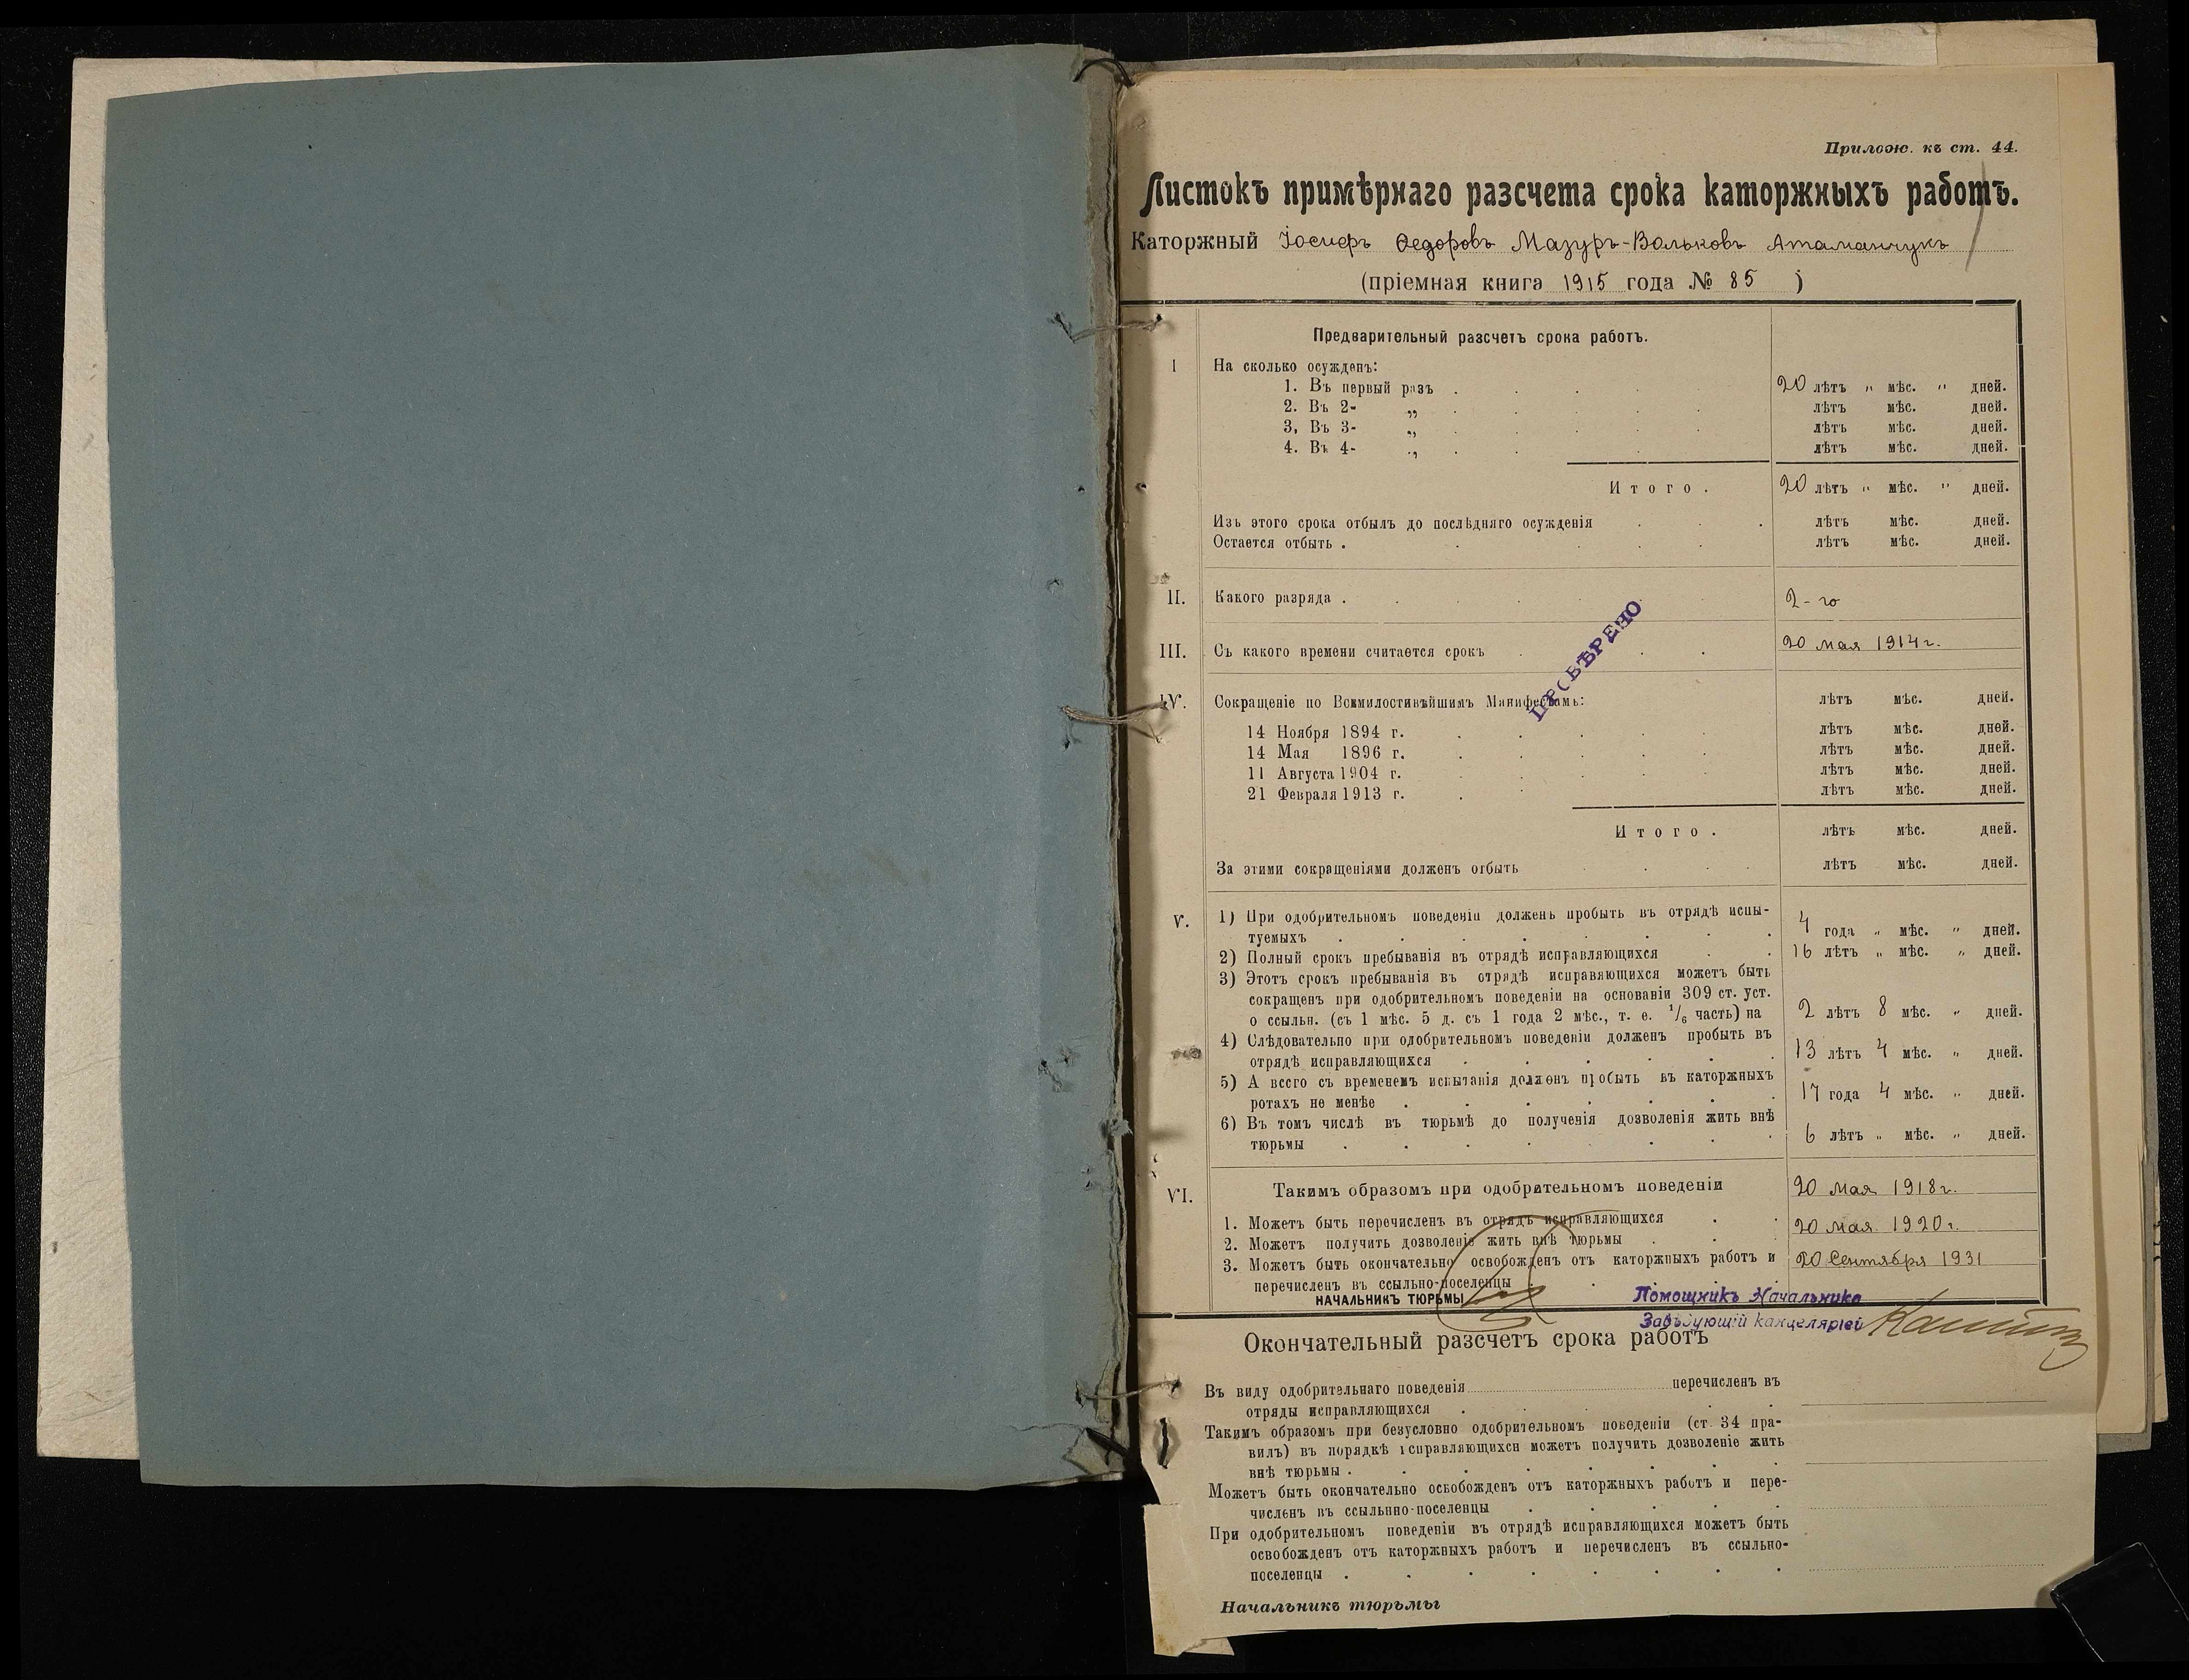 Прилож. къ ст. 44.
Листокъ примѣрнаго разсчета срока каторжныхъ работъ.
Каторжный Іосифъ Ѳедоровъ Мазуръ-Вольковъ Атаманчукъ
(пріемная книга 1915 года № 85 )
Предварительный разсчетъ срока работъ.
I На сколько осужденъ:
1. Въ первый разъ . . . . . 20 лѣтъ „ мѣс. „ дней.
2. Въ 2- „ . . . . лѣтъ мѣс. дней.
3, Въ 3- „ . . . . лѣтъ мѣс. дней.
4. Въ 4- „ . . . лѣтъ мѣс. дней.
Итого. 20 лѣтъ „ мѣс. „ дней.
Изъ этого срока отбылъ до послѣдняго осужденія . . . лѣтъ мѣс. дней.
Остается отбыть . . . . . лѣтъ мѣс. дней.
II. Какого разряда . . . . . 2-го
III. Съ какого времени считается срокъ . . . 20 мая 1914 г.
ПРОВѢРЕНО
IV. Сокращеніе по Всемилостивѣйшимъ Манифестамъ: лѣтъ мѣс. дней.
14 Ноября 1894 г. . . . . . лѣтъ мѣс. дней.
14 Мая 1896 г. . . . . . лѣтъ мѣс. дней.
11 Августа 1904 г. . . . . . лѣтъ мѣс. дней.
21 Февраля 1913 г. . . лѣтъ мѣс. дней.
Итого. лѣтъ мѣс. дней.
За этими сокращеніями долженъ отбыть . . . лѣтъ мѣс. дней.
V. 1) При одобрительномъ поведеніи долженъ пробыть въ отрядѣ испы-
туемыхъ . . . . . . . . 4 года „ мѣс. „ дней.
2) Полный срокъ пребыванія въ отрядѣ исправляющихся . . 16 лѣтъ „ мѣс. „ дней.
3) Этотъ срокъ пребыванія въ отрядѣ исправяющихся можетъ быть
сокращенъ при одобрительномъ поведеніи на основаніи 309 ст. уст.
о ссыльн. (съ 1 мѣс. 5 д. съ 1 года 2 мѣс., т. е. 1/6 часть) на 2 лѣтъ 8 мѣс. „ дней.
4) Слѣдовательно при одобрительномъ поведеніи долженъ пробыть въ
отрядѣ исправляющихся . . . . . . 13 лѣтъ 4 мѣс. „ дней.
5) А всего съ временемъ испытанія долженъ пробыть въ каторжныхъ
ротахъ не менѣе . . . . . . . 17 года 4 мѣс. „ дней.
6) Въ томъ числѣ въ тюрьмѣ до полученія дозволенія жить внѣ
тюрьмы . . . . . . . . 6 лѣтъ „ мѣс. „ дней.
VI. Такимъ образомъ при одобрительномъ поведеніи 20 мая 1918 г.
1. Можетъ быть перечисленъ въ отрядъ исправляющихся . . 20 мая 1920 г.
2. Можетъ получить дозволеніе жить внѣ тюрьмы . . .
3. Можетъ быть окончательно освобожденъ отъ каторжныхъ работъ и 20 Сентября 1931
перечисленъ въ ссыльно-поселенцы . . . .
НАЧАЛЬНИКЪ ТЮРЬМЫ Помощникъ Начальника
Завѣдующій канцеляріей
Окончательный разсчетъ срока работъ
Въ виду одобрительнаго поведенія перечисленъ въ
отряды исправляющихся . . . . . .
Такимъ образомъ при безусловно одобрительномъ поведеніи (ст. 34 пра-
вилъ) въ порядкѣ исправляющихся можетъ получить дозволеніе жить
внѣ тюрьмы . . . . . . . .
Можетъ быть окончательно освобожденъ отъ каторжныхъ работъ и пере-
численъ въ ссыльнно-поселенцы . . . . .
При одобрительномъ поведеніи въ отрядѣ исправляющихся можетъ быть
освобожденъ отъ каторжныхъ работъ и перечисленъ въ ссыльно-
поселенцы . . . . . . . .
Начальникъ тюрьмы